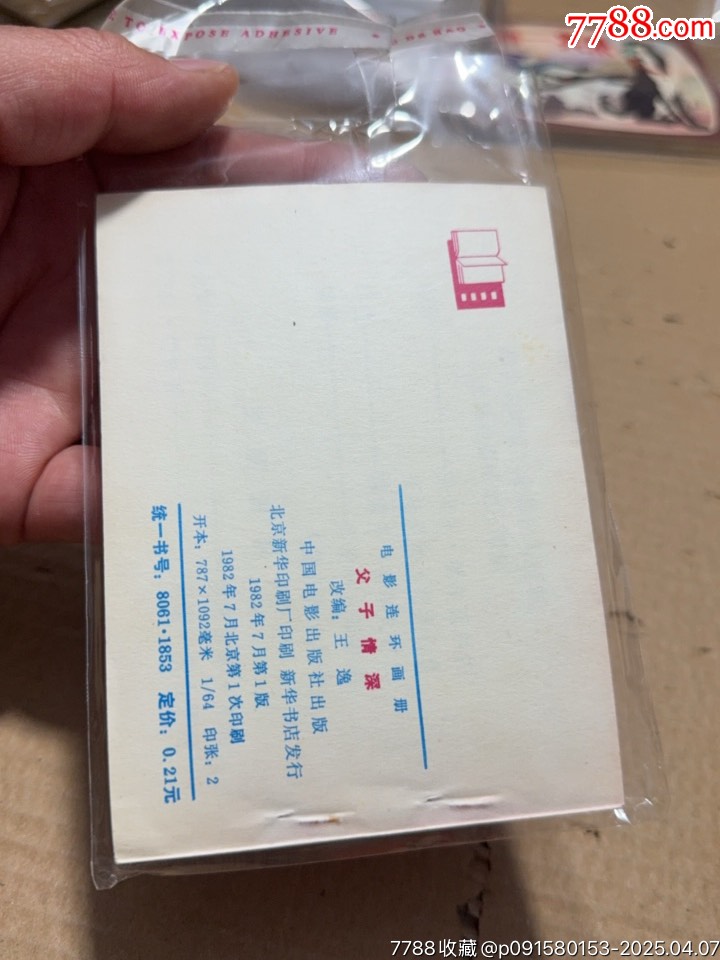 TO EXPOSE ADHESIVE
7788.com
电影连环画册
父子情深
改编：王逸
中国电影出版社出版
北京新华印刷厂印刷 新华书店发行
1982年7月第1版
1982年7月北京第1次印刷
开本：787×1092毫米 1/64 印张：2
统一书号：8061·1853 定价：0.21元
7788收藏@p091580153-2025.04.07